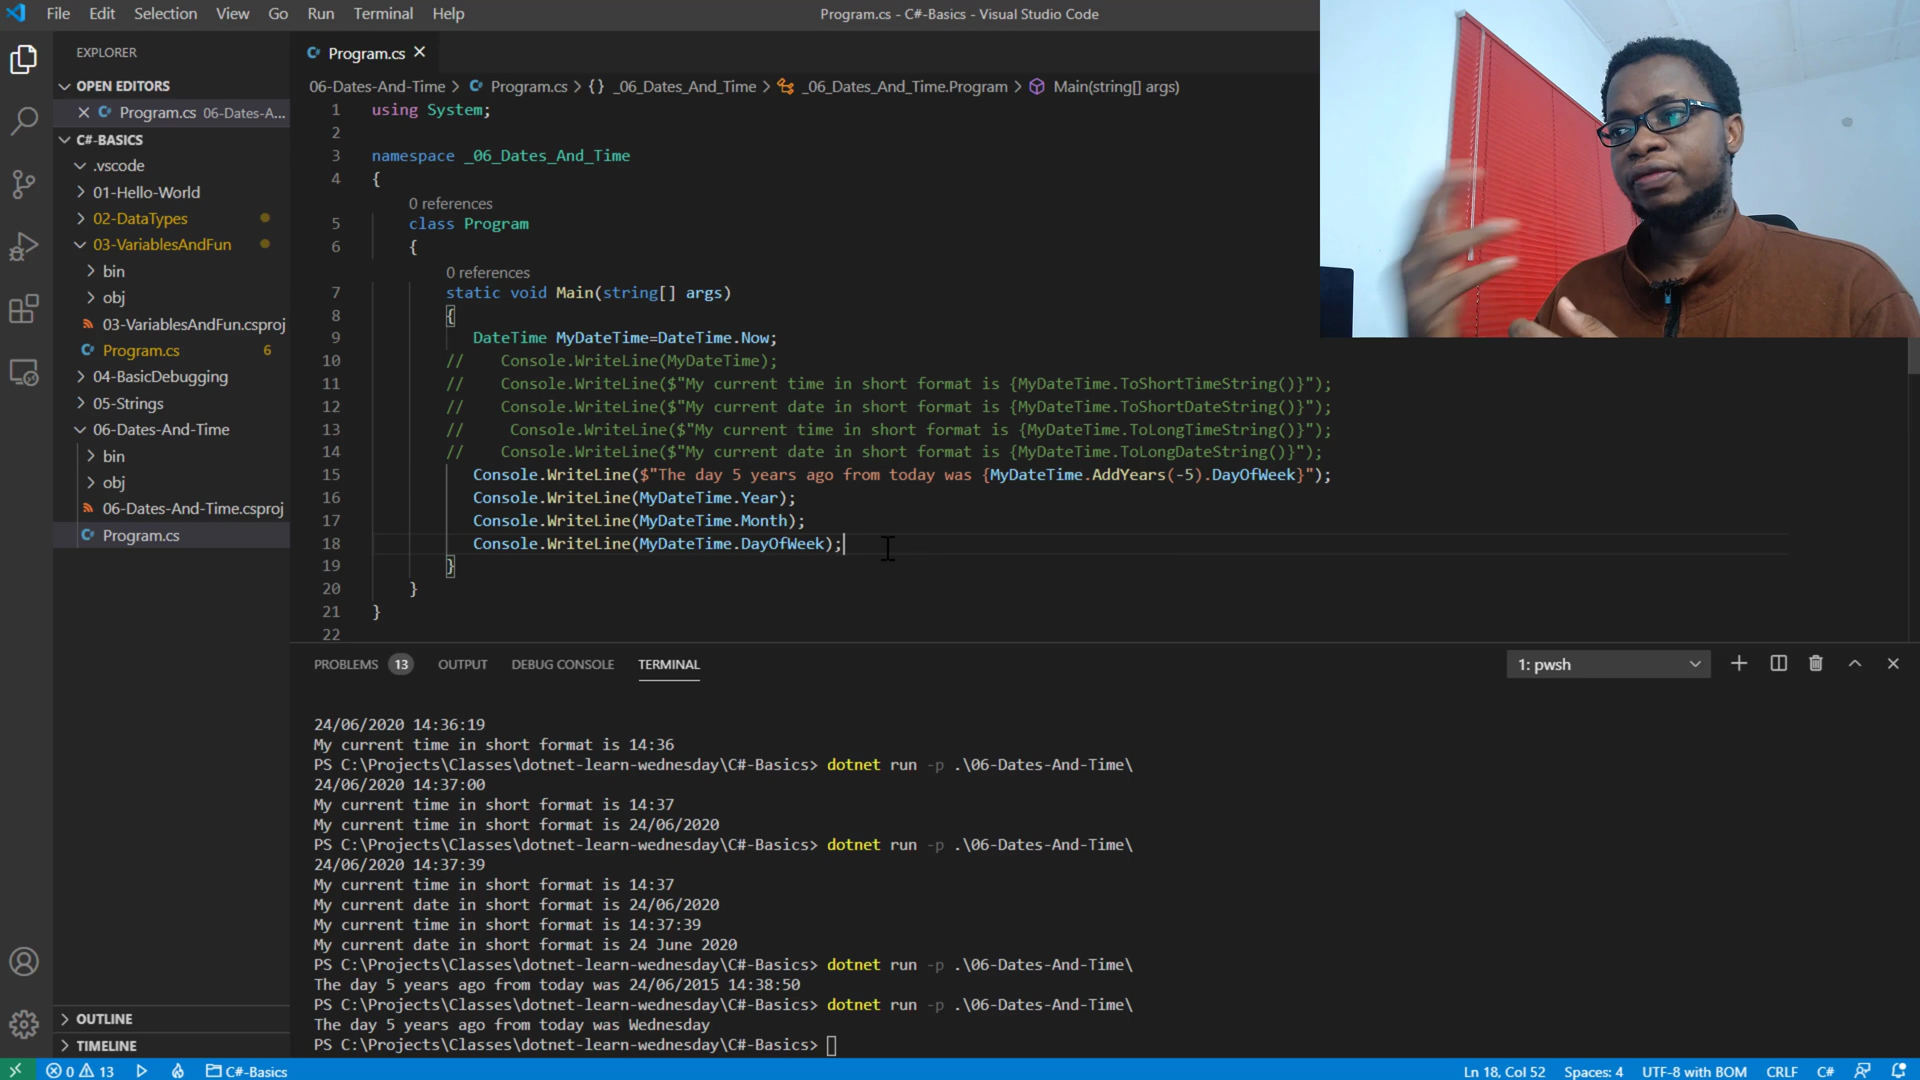 File Edit Selection View Go Run Terminal Help
Program.cs - C#-Basics - Visual Studio Code
EXPLORER
OPEN EDITORS
Program.cs 06-Dates-A...
C#-BASICS
.vscode
01-Hello-World
02-DataTypes
03-VariablesAndFun
bin
obj
03-VariablesAndFun.csproj
Program.cs 6
04-BasicDebugging
05-Strings
06-Dates-And-Time
bin
obj
06-Dates-And-Time.csproj
Program.cs
OUTLINE
TIMELINE
Program.cs
06-Dates-And-Time > Program.cs > {} _06_Dates_And_Time > _06_Dates_And_Time.Program > Main(string[] args)
1 using System;
2
3 namespace _06_Dates_And_Time
4 {
0 references
5 class Program
6 {
0 references
7 static void Main(string[] args)
8 {
9 DateTime MyDateTime=DateTime.Now;
10 // Console.WriteLine(MyDateTime);
11 // Console.WriteLine($"My current time in short format is {MyDateTime.ToShortTimeString()}");
12 // Console.WriteLine($"My current date in short format is {MyDateTime.ToShortDateString()}");
13 // Console.WriteLine($"My current time in short format is {MyDateTime.ToLongTimeString()}");
14 // Console.WriteLine($"My current date in short format is {MyDateTime.ToLongDateString()}");
15 Console.WriteLine($"The day 5 years ago from today was {MyDateTime.AddYears(-5).DayOfWeek}");
16 Console.WriteLine(MyDateTime.Year);
17 Console.WriteLine(MyDateTime.Month);
18 Console.WriteLine(MyDateTime.DayOfWeek);
19 }
20 }
21 }
22
PROBLEMS 13 OUTPUT DEBUG CONSOLE TERMINAL
1: pwsh
24/06/2020 14:36:19
My current time in short format is 14:36
PS C:\Projects\Classes\dotnet-learn-wednesday\C#-Basics> dotnet run -p .\06-Dates-And-Time\
24/06/2020 14:37:00
My current time in short format is 14:37
My current time in short format is 24/06/2020
PS C:\Projects\Classes\dotnet-learn-wednesday\C#-Basics> dotnet run -p .\06-Dates-And-Time\
24/06/2020 14:37:39
My current time in short format is 14:37
My current date in short format is 24/06/2020
My current time in short format is 14:37:39
My current date in short format is 24 June 2020
PS C:\Projects\Classes\dotnet-learn-wednesday\C#-Basics> dotnet run -p .\06-Dates-And-Time\
The day 5 years ago from today was 24/06/2015 14:38:50
PS C:\Projects\Classes\dotnet-learn-wednesday\C#-Basics> dotnet run -p .\06-Dates-And-Time\
The day 5 years ago from today was Wednesday
PS C:\Projects\Classes\dotnet-learn-wednesday\C#-Basics>
0 13 C#-Basics
Ln 18, Col 52 Spaces: 4 UTF-8 with BOM CRLF C#